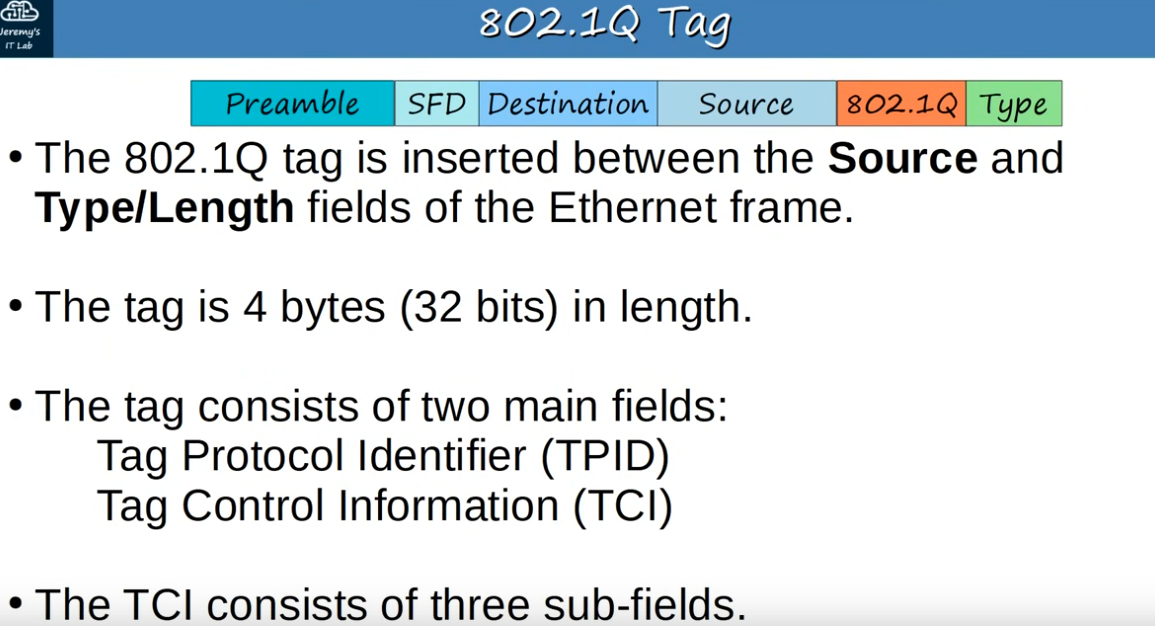 Jeremy's
IT Lab
802.1Q Tag
Preamble SFD Destination Source 802.1Q Type
• The 802.1Q tag is inserted between the Source and
Type/Length fields of the Ethernet frame.
• The tag is 4 bytes (32 bits) in length.
• The tag consists of two main fields:
Tag Protocol Identifier (TPID)
Tag Control Information (TCI)
• The TCI consists of three sub-fields.